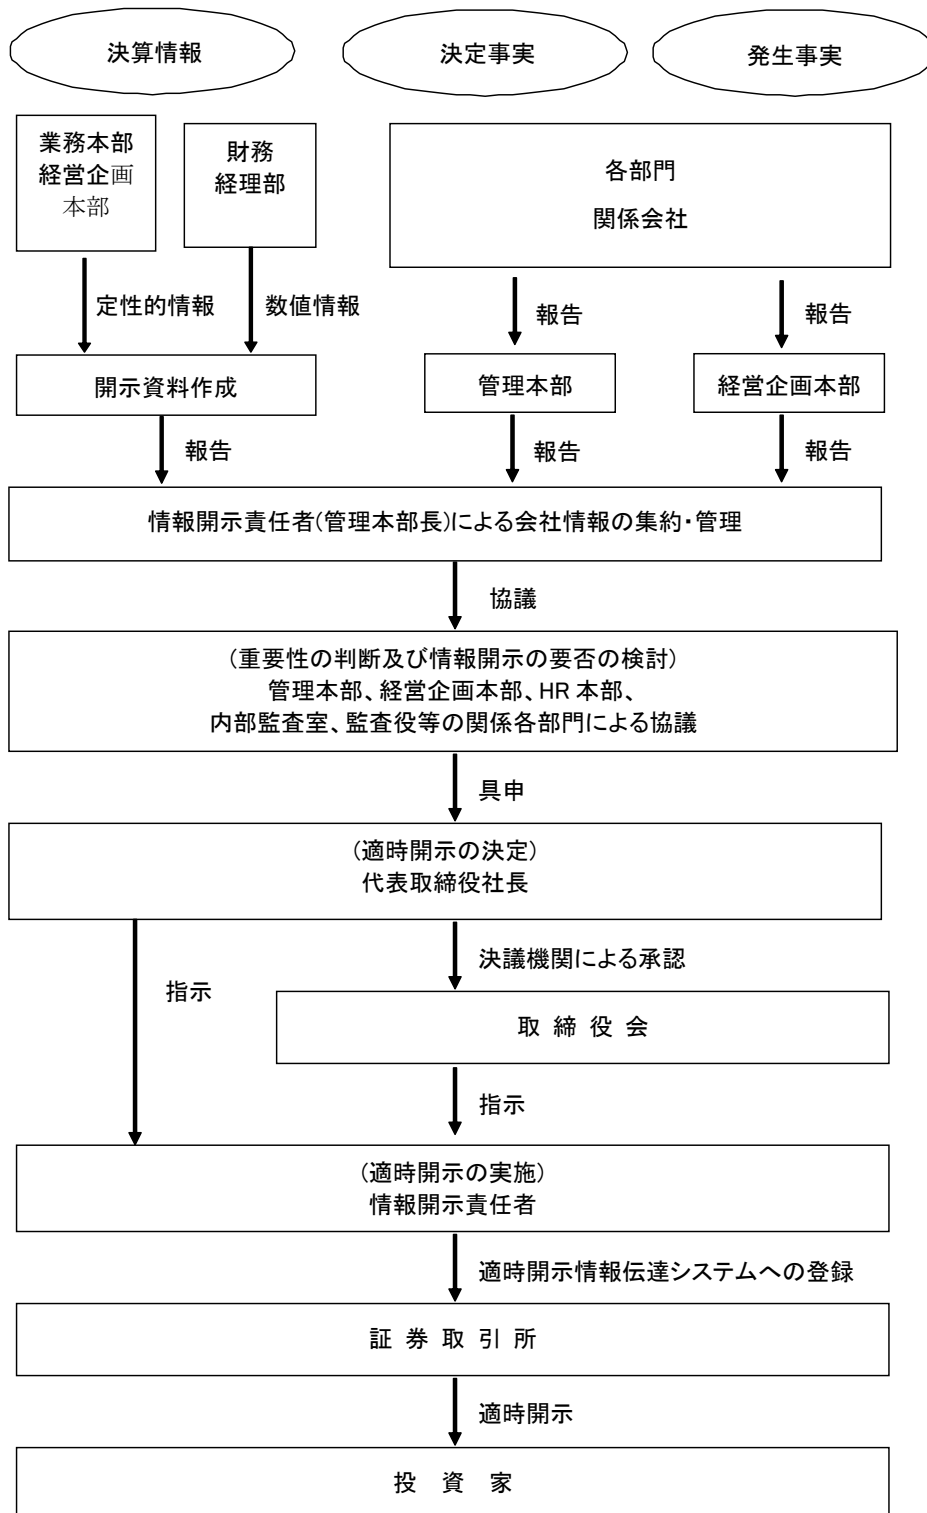 決算情報
決定事実
発生事実
業務本部
経営企画
本部
財務
経理部
各部門
関係会社
定性的情報
数値情報
報告
報告
開示資料作成
管理本部
経営企画本部
報告
報告
報告
情報開示責任者(管理本部長)による会社情報の集約・管理
協議
(重要性の判断及び情報開示の要否の検討)
管理本部、経営企画本部、HR 本部、
内部監査室、監査役等の関係各部門による協議
具申
(適時開示の決定)
代表取締役社長
決議機関による承認
指示
取 締 役 会
指示
(適時開示の実施)
情報開示責任者
適時開示情報伝達システムへの登録
証 券 取 引 所
適時開示
投 資 家